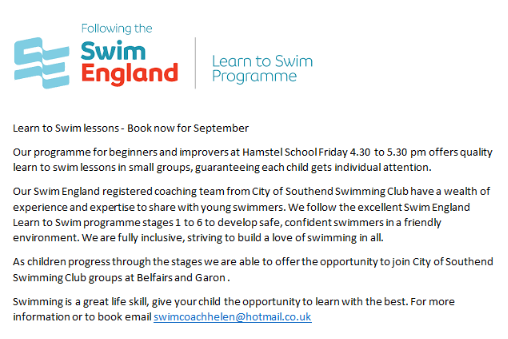 Following the
Swim
England
Learn to Swim
Programme
Learn to Swim lessons - Book now for September
Our programme for beginners and improvers at Hamstel School Friday 4.30 to 5.30 pm offers quality
learn to swim lessons in small groups, guaranteeing each child gets individual attention.
Our Swim England registered coaching team from City of Southend Swimming Club have a wealth of
experience and expertise to share with young swimmers. We follow the excellent Swim England
Learn to Swim programme stages 1 to 6 to develop safe, confident swimmers in a friendly
environment. We are fully inclusive, striving to build a love of swimming in all.
As children progress through the stages we are able to offer the opportunity to join City of Southend
Swimming Club groups at Belfairs and Garon .
Swimming is a great life skill, give your child the opportunity to learn with the best. For more
information or to book email swimcoachhelen@hotmail.co.uk